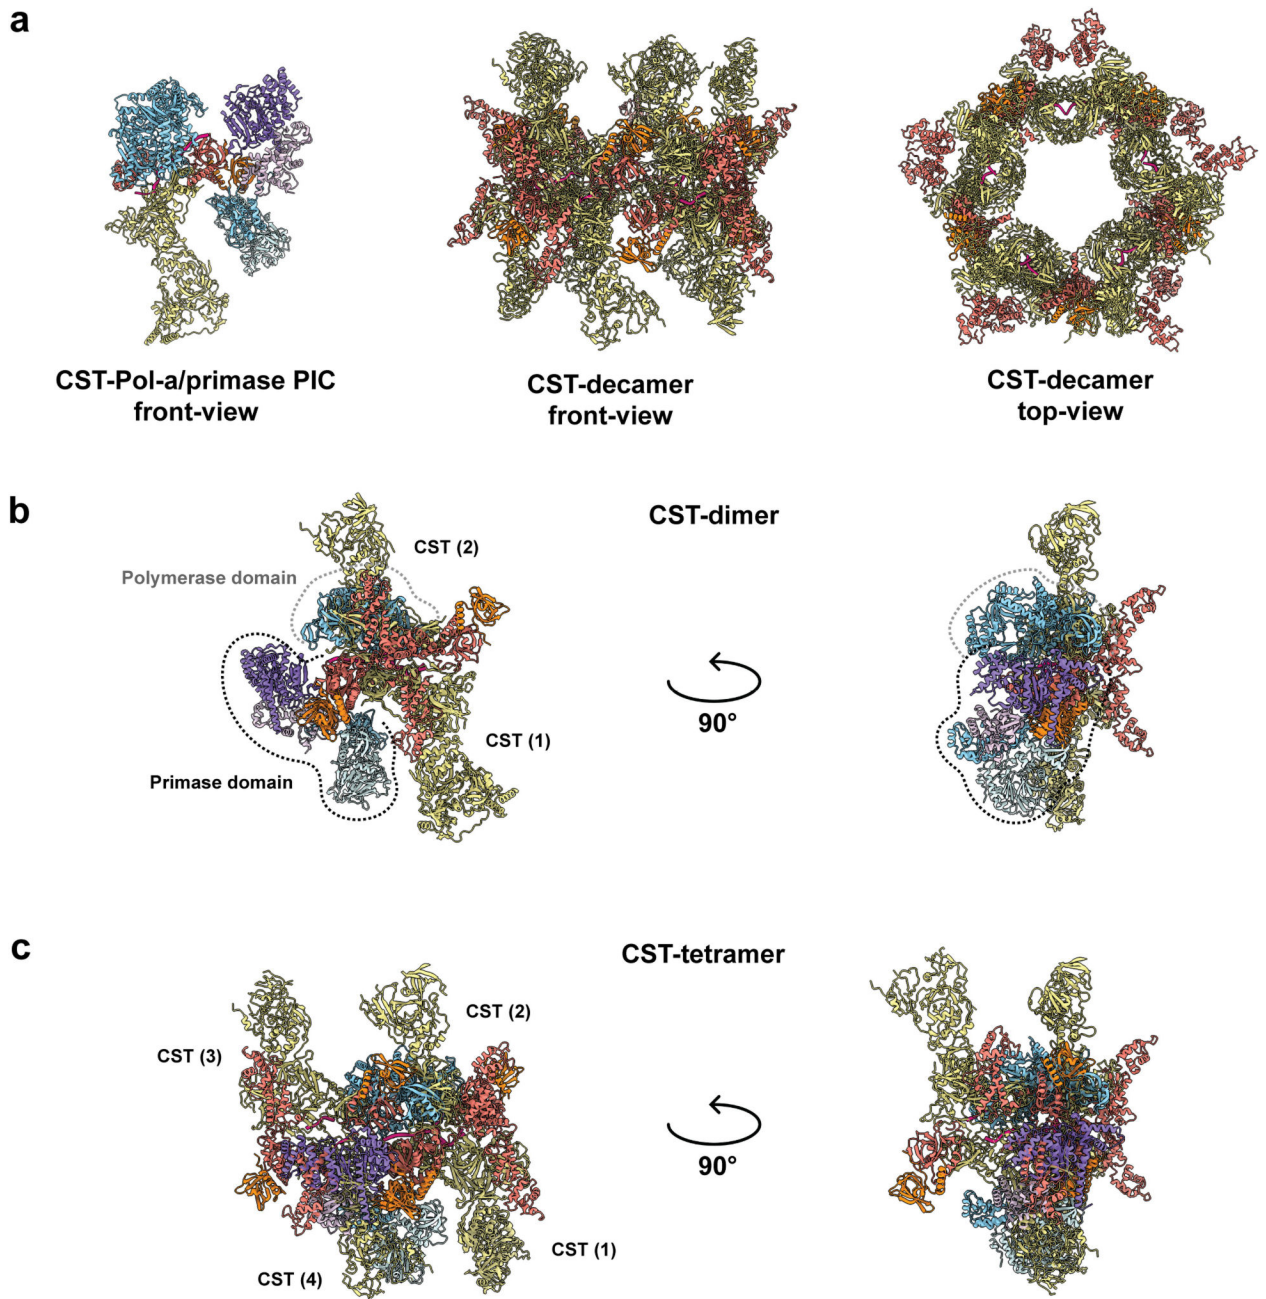 a
CST-Pol-a/primase PIC
front-view
CST-decamer
front-view
CST-decamer
top-view
b
CST-dimer
CST (2)
Polymerase domain
90°
CST (1)
Primase domain
c
CST-tetramer
CST (2)
CST (3)
90°
CST (1)
CST (4)